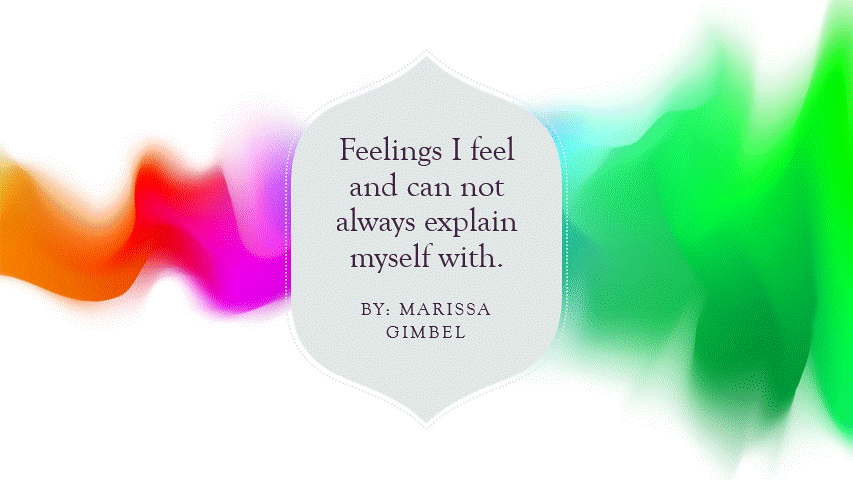 Feelings I feel
and can not
always explain
myself with.
BY: MARISSA
GIMBEL